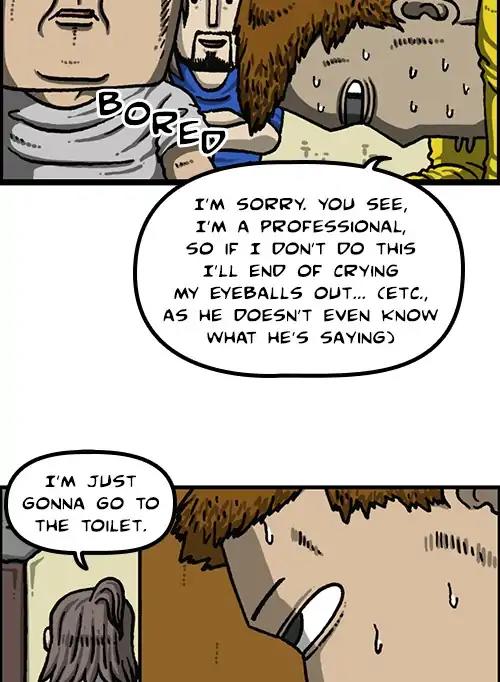 BORED
I'M SORRY. YOU SEE,
I'M A PROFESSIONAL,
SO IF I DON'T DO THIS
I'LL END OF CRYING
MY EYEBALLS OUT... (ETC.,
AS HE DOESN'T EVEN KNOW
WHAT HE'S SAYING)
I'M JUST
GONNA GO TO
THE TOILET.